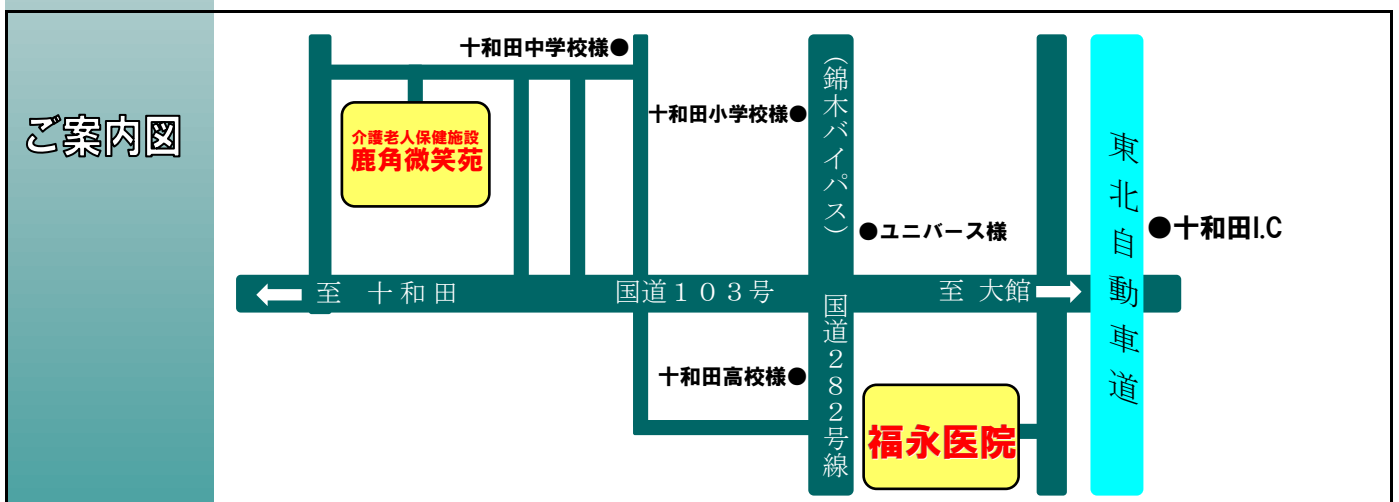 ご案内図
十和田中学校様●
十和田小学校様●
(錦木バイパス)
介護老人保健施設
鹿角微笑苑
●ユニバース様
東北自動車道
●十和田I.C
至 十和田
国道103号
至 大館
国道282号線
十和田高校様●
福永医院